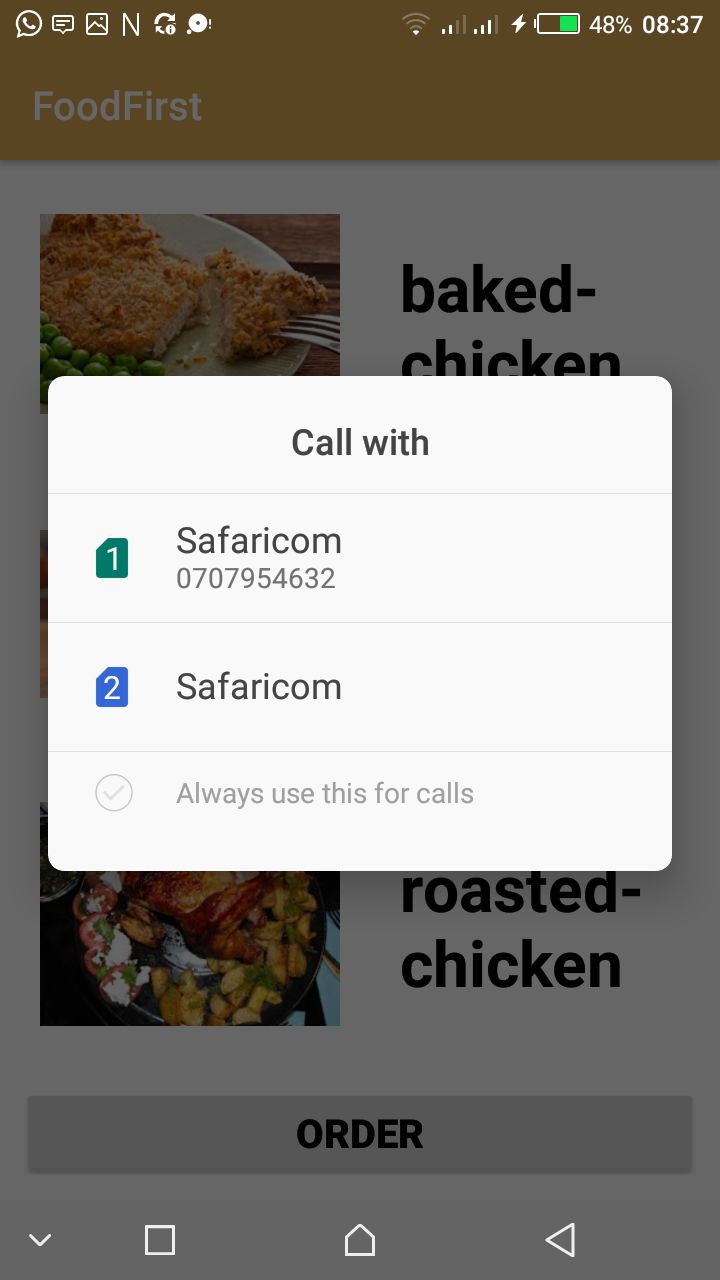 48% 08:37
FoodFirst
baked-
chicken
Call with
1 Safaricom
0707954632
2 Safaricom
Always use this for calls
roasted-
chicken
ORDER